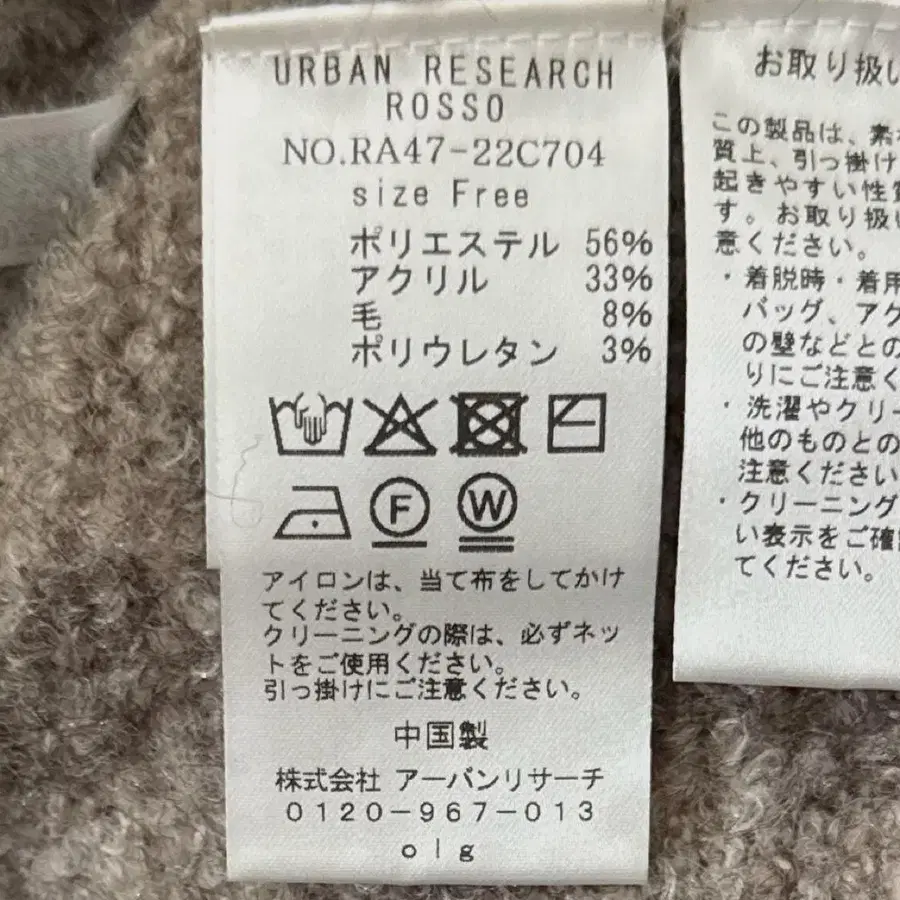 URBAN RESEARCH
ROSSO
NO.RA47-22C704
size Free
ポリエステル 56%
アクリル 33%
毛 8%
ポリウレタン 3%
F
W
アイロンは、当て布をしてかけ
てください。
クリーニングの際は、必ずネッ
トをご使用ください。
引っ掛けにご注意ください。
中国製
株式会社 アーバンリサーチ
0120-967-013
olg
お取り扱い
この製品は、素
質上、引っ掛け
起きやすい性質
す。お取り扱い
意ください。
・着脱時・着用
バッグ、アク
の壁などとの
りにご注意く
・洗濯やクリー
他のものとの
注意ください
・クリーニング
い表示をご確
てください。